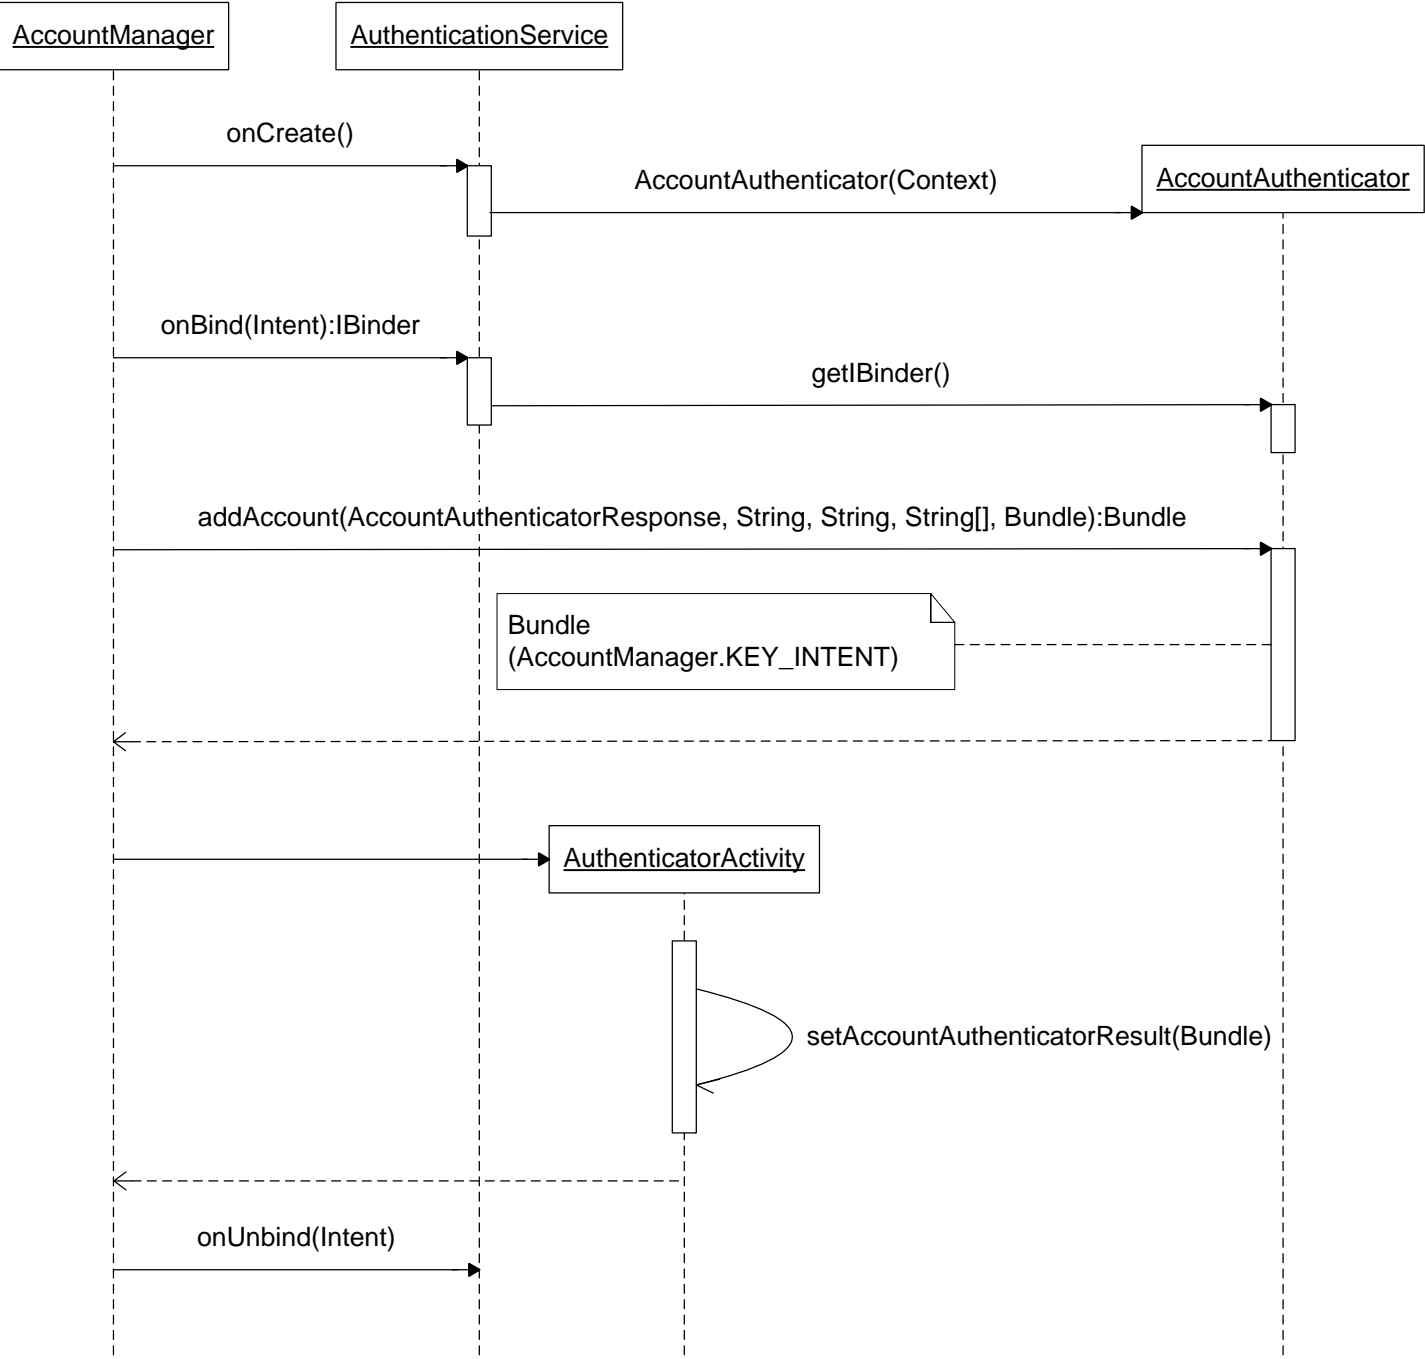 AccountManager
AuthenticationService
onCreate()
AccountAuthenticator(Context)
AccountAuthenticator
onBind(Intent):IBinder
getIBinder()
addAccount(AccountAuthenticatorResponse, String, String, String[], Bundle):Bundle
Bundle
(AccountManager.KEY_INTENT)
AuthenticatorActivity
setAccountAuthenticatorResult(Bundle)
onUnbind(Intent)